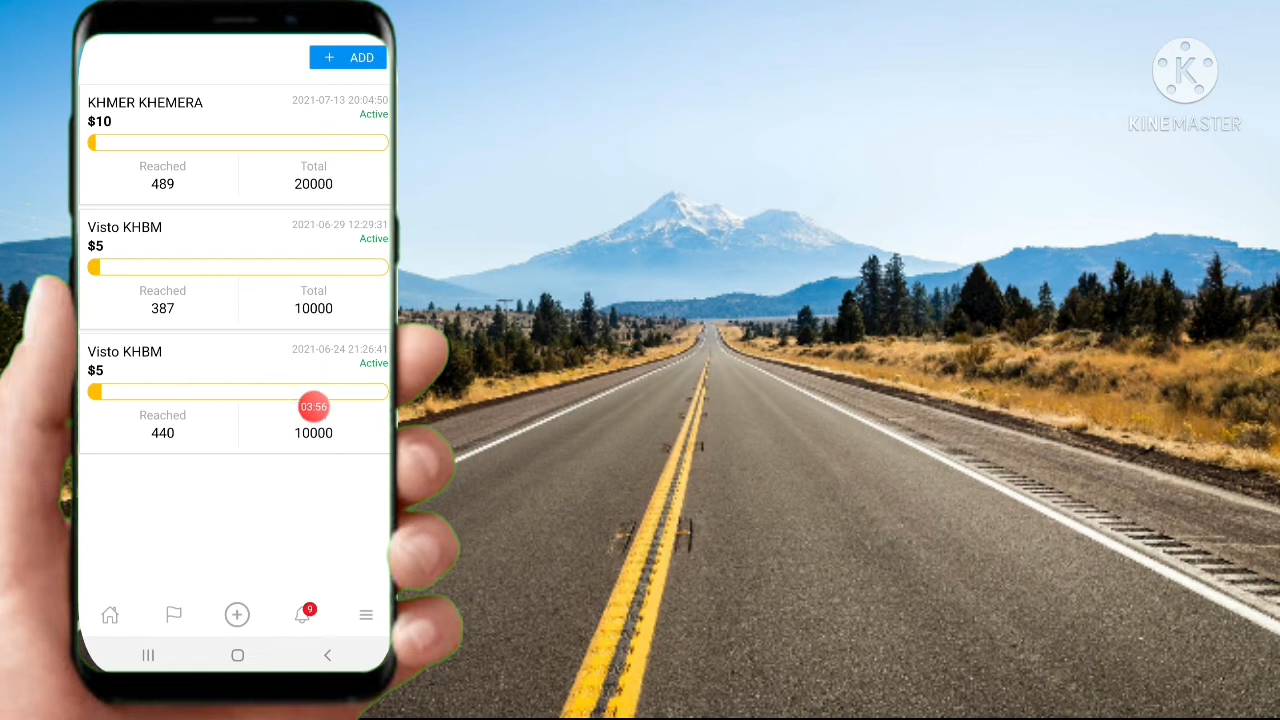 + ADD
KHMER KHEMERA 2021-07-13 20:04:50
$10 Active
Reached Total
489 20000
Visto KHBM 2021-06-29 12:29:31
$5 Active
Reached Total
387 10000
Visto KHBM 2021-06-24 21:26:41
$5 Active
03:56
Reached
440 10000
9
K
KINEMASTER